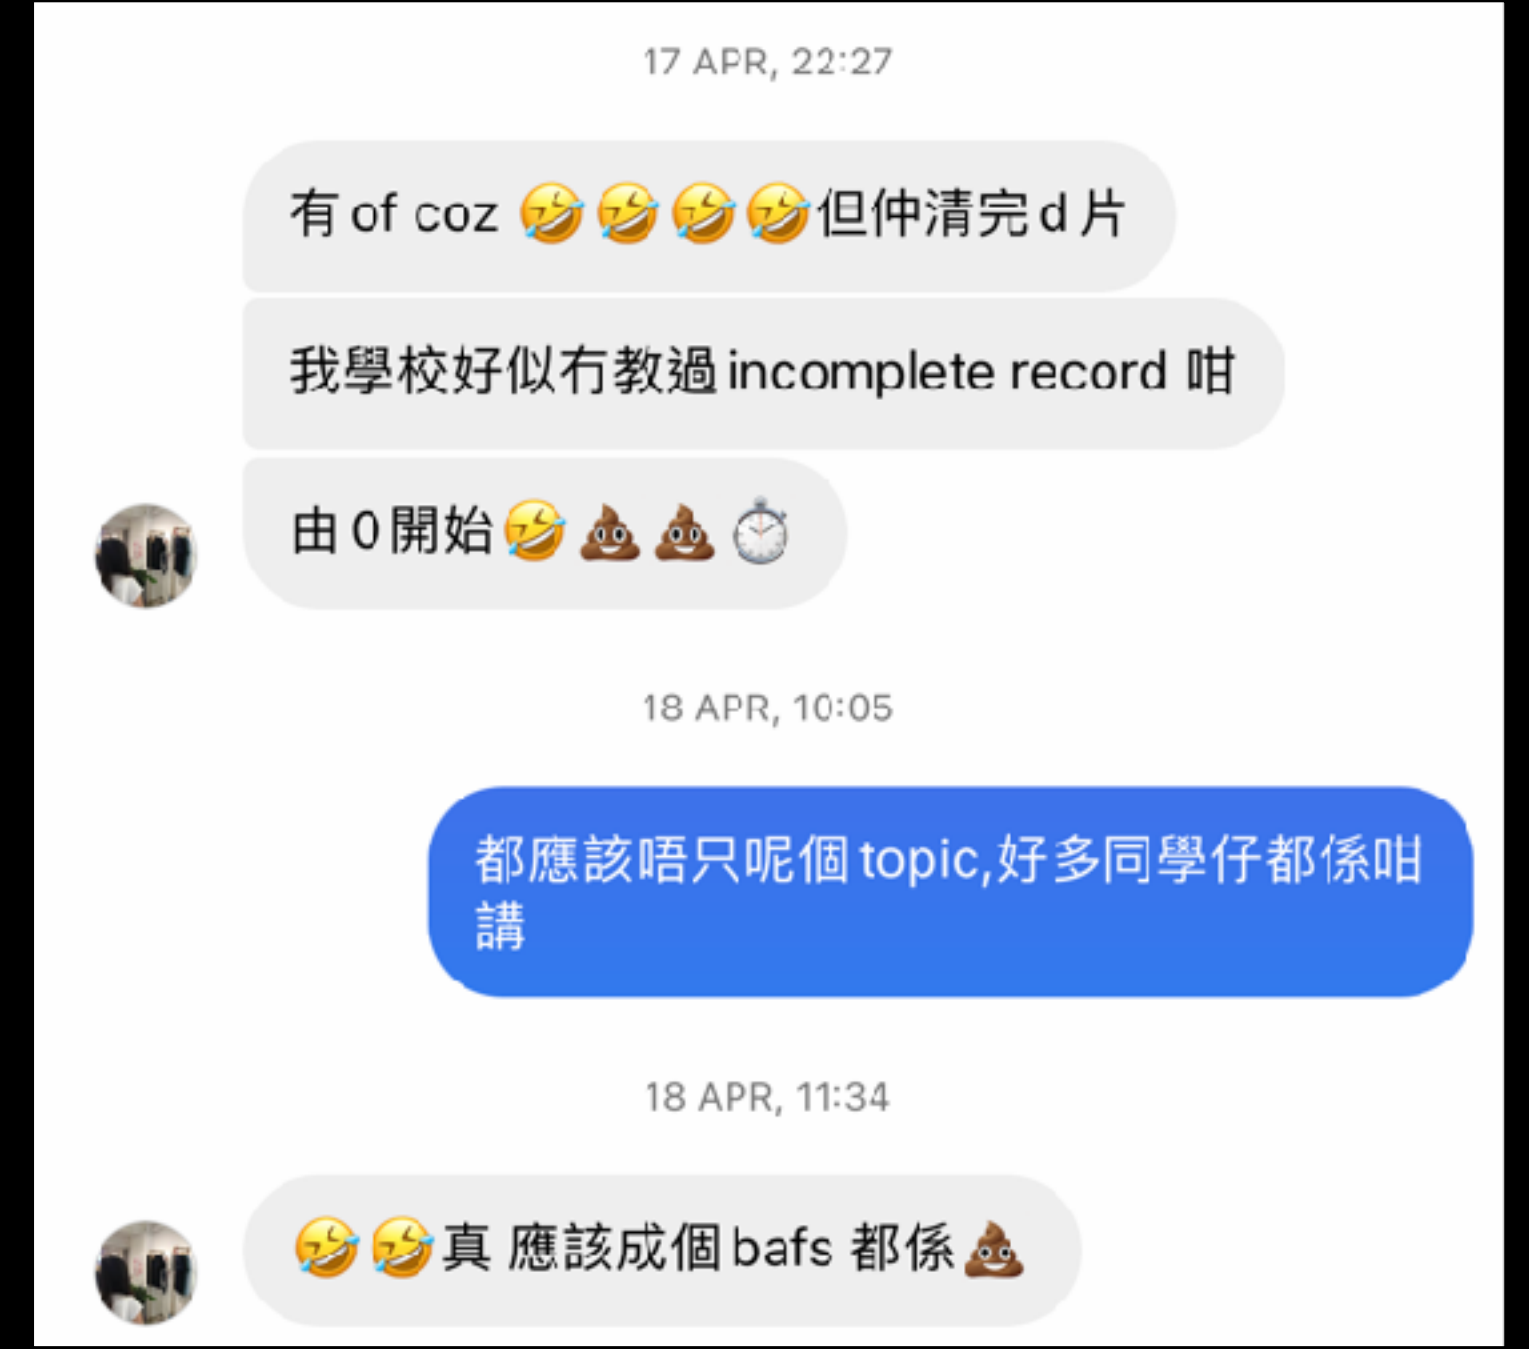 17 APR, 22:27
有 of coz 🤣🤣🤣🤣但仲清完 d 片
我學校好似冇教過 incomplete record 咁
由 0 開始🤣💩💩⏱️
18 APR, 10:05
都應該唔只呢個 topic,好多同學仔都係咁
講
18 APR, 11:34
🤣🤣真 應該成個 bafs 都係💩